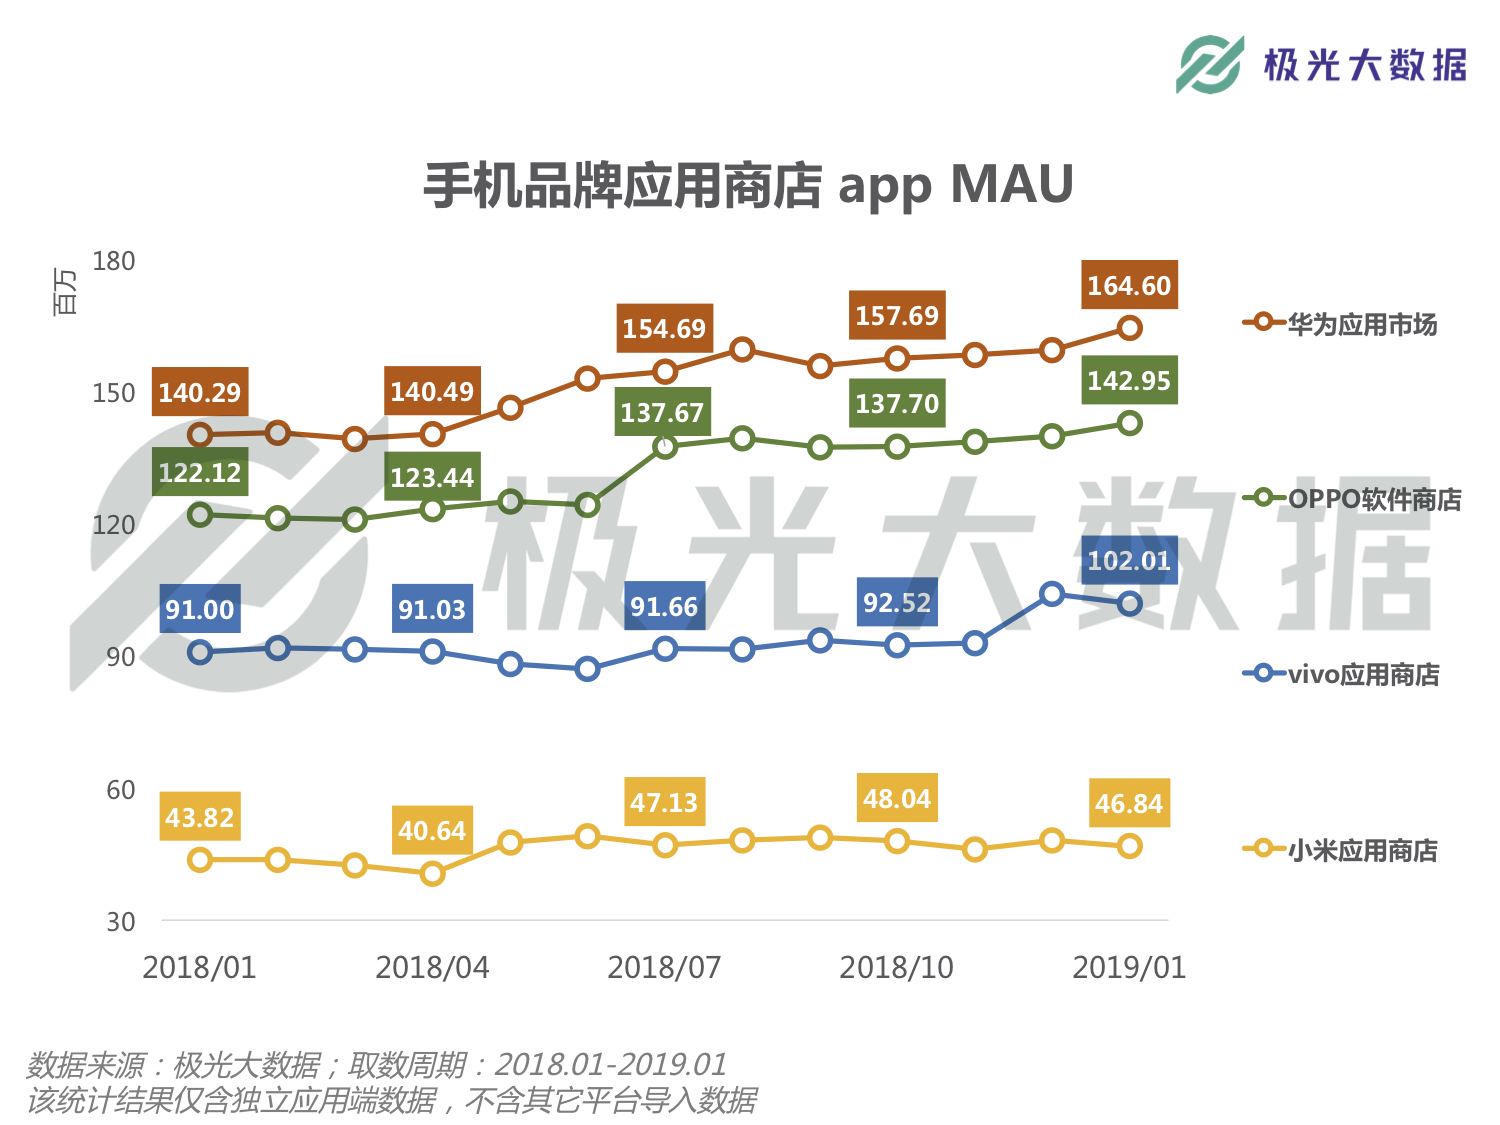 极光大数据
手机品牌应用商店 app MAU
百万
180
150
120
90
60
30
140.29
140.49
154.69
157.69
164.60
122.12
123.44
137.67
137.70
142.95
91.00
91.03
91.66
92.52
102.01
43.82
40.64
47.13
48.04
46.84
华为应用市场
OPPO软件商店
vivo应用商店
小米应用商店
极光大数据
2018/01 2018/04 2018/07 2018/10 2019/01
数据来源：极光大数据；取数周期：2018.01-2019.01
该统计结果仅含独立应用端数据，不含其它平台导入数据